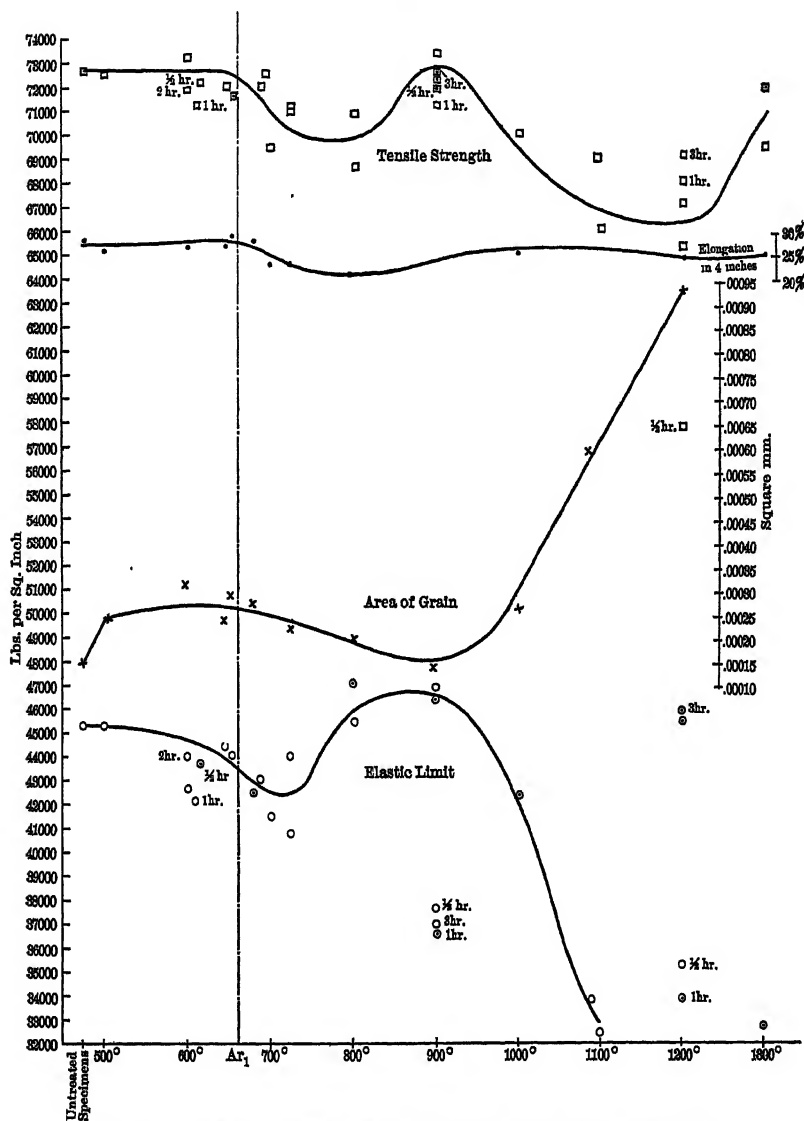 74000
73000
72000
71000
70000
69000
68000
67000
66000
65000
64000
63000
62000
61000
60000
59000
58000
57000
56000
55000
54000
53000
52000
51000
50000
49000
48000
47000
46000
45000
44000
43000
42000
41000
40000
39000
38000
37000
36000
35000
34000
33000
32000
Lbs. per Sq. Inch
½ hr.
2 hr.
1 hr.
3hr.
½hr.
1 hr.
Tensile Strength
3hr.
1hr.
30%
25%
20%
Elongation
in 4 inches
.00095
.00090
.00085
.00080
.00075
.00070
.00065
.00060
.00055
.00050
.00045
.00040
.00035
.00030
.00025
.00020
.00015
.00010
Square mm.
½hr.
Area of Grain
3hr.
2hr.
½ hr
1hr.
Elastic Limit
½ hr.
3hr.
1hr.
½ hr.
1hr.
Untreated
Specimens
500°
600°
Ar₁
700°
800°
900°
1000°
1100°
1200°
1300°